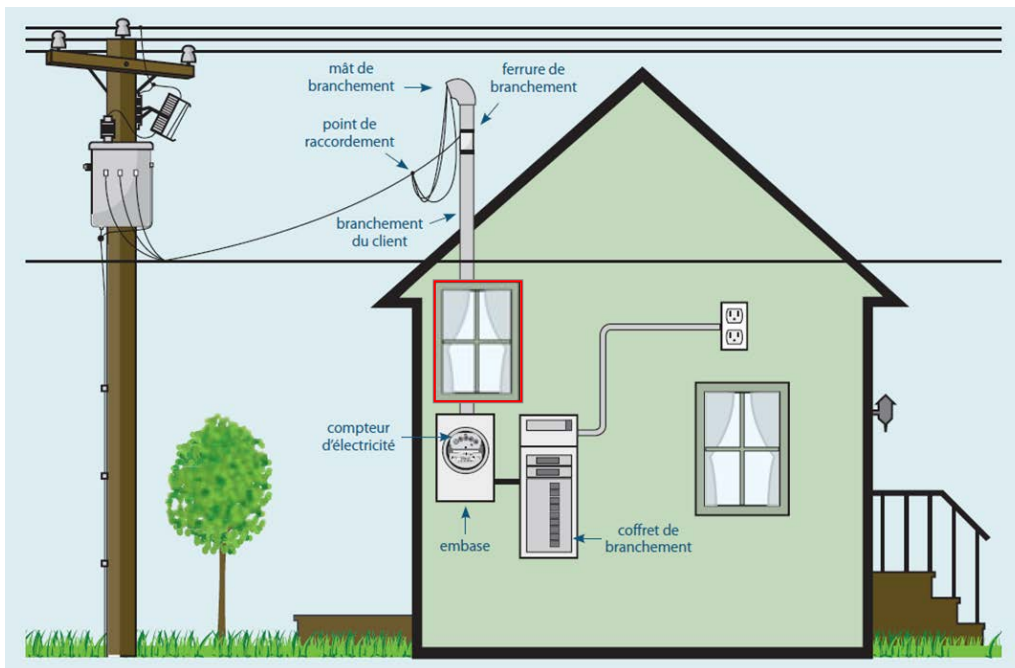 mât de
branchement
ferrure de
branchement
point de
raccordement
branchement
du client
compteur
d'électricité
embase
coffret de
branchement